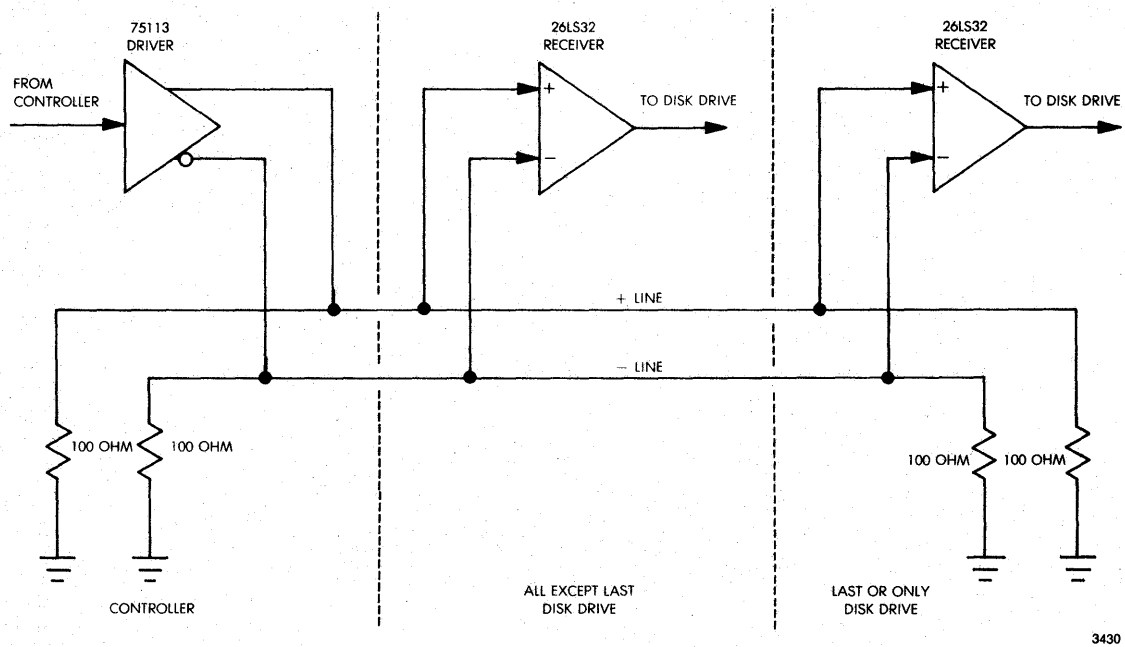 75113
DRIVER
26LS32
RECEIVER
26LS32
RECEIVER
FROM
CONTROLLER
+
−
TO DISK DRIVE
+
−
TO DISK DRIVE
+ LINE
− LINE
100 OHM
100 OHM
100 OHM
100 OHM
CONTROLLER
ALL EXCEPT LAST
DISK DRIVE
LAST OR ONLY
DISK DRIVE
3430